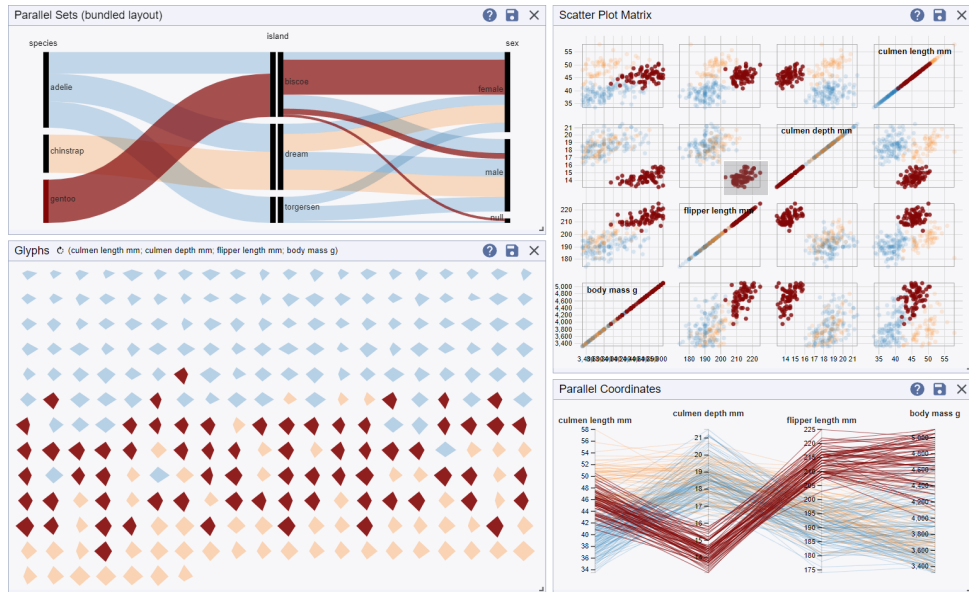 Parallel Sets (bundled layout)
species
island
sex
adelie
chinstrap
gentoo
biscoe
dream
torgersen
female
male
null
Glyphs (culmen length mm; culmen depth mm; flipper length mm; body mass g)
Scatter Plot Matrix
culmen length mm
55
50
45
40
35
culmen depth mm
21
20
19
18
17
16
15
14
flipper length mm
220
210
200
190
180
body mass g
5,000
4,800
4,600
4,400
4,200
4,000
3,800
3,600
3,400
180 190 200 210 220
14 15 16 17 18 19 20 21
35 40 45 50 55
Parallel Coordinates
culmen length mm
culmen depth mm
flipper length mm
body mass g
58
56
54
52
50
48
46
44
42
40
38
36
34
21
20
19
18
17
16
15
14
225
220
215
210
205
200
195
190
185
180
175
5,000
4,800
4,600
4,400
4,200
4,000
3,800
3,600
3,400